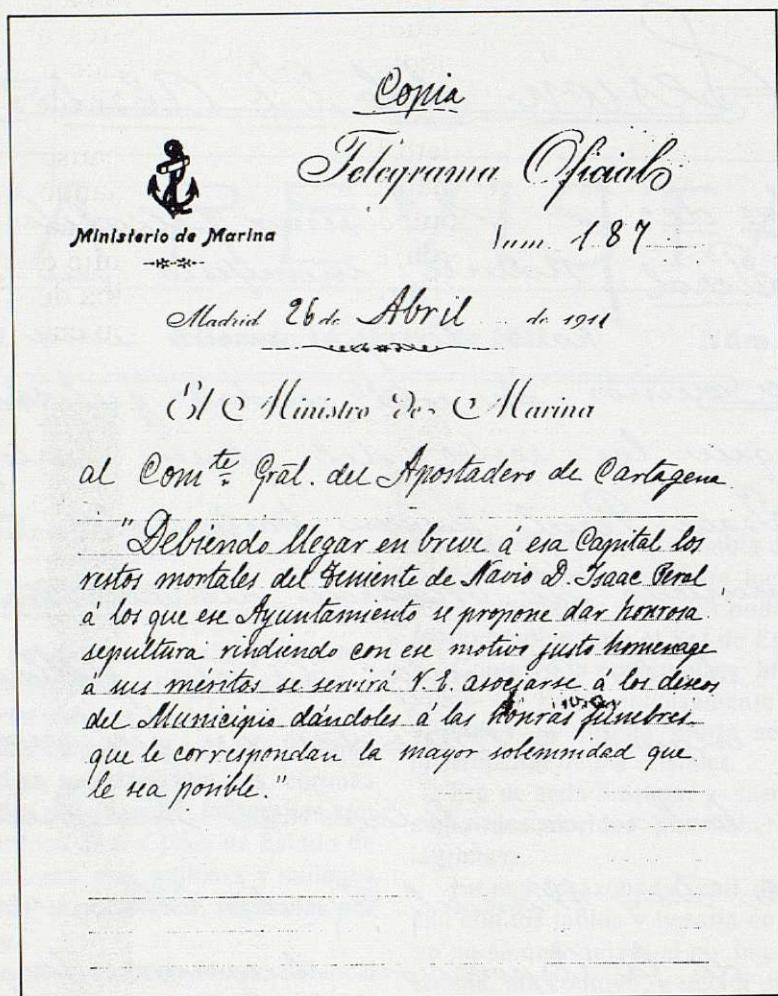 Copia
Telegrama Oficial
Ministerio de Marina
Num 187
Madrid 26 de Abril de 1911
El Ministro de Marina
al Com.te Gral. del Apostadero de Cartagena
"Debiendo llegar en breve á esa Capital los
restos mortales del Teniente de Navio D. Isaac Peral
á los que ese Ayuntamiento se propone dar honrosa
sepultura rindiendo con ese motivo justo homenage
á sus méritos se servirá V.E. asociarse á los deseos
del Municipio dándoles á las honras fúnebres
que le correspondan la mayor solemnidad que
le sea posible."